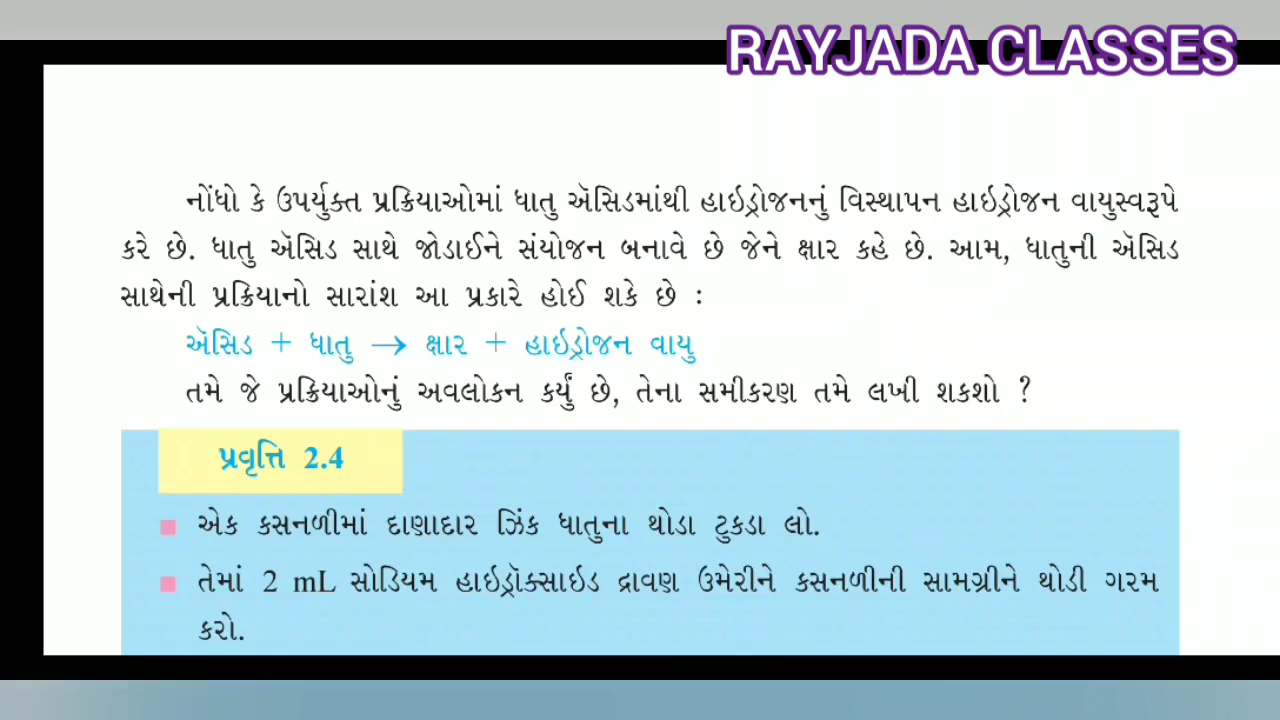 RAYJADA CLASSES
નોંધો કે ઉપર્યુક્ત પ્રક્રિયાઓમાં ધાતુ ઍસિડમાંથી હાઇડ્રોજનનું વિસ્થાપન હાઇડ્રોજન વાયુસ્વરૂપે
કરે છે. ધાતુ ઍસિડ સાથે જોડાઈને સંયોજન બનાવે છે જેને ક્ષાર કહે છે. આમ, ધાતુની ઍસિડ
સાથેની પ્રક્રિયાનો સારાંશ આ પ્રકારે હોઈ શકે છે :
ઍસિડ + ધાતુ → ક્ષાર + હાઇડ્રોજન વાયુ
તમે જે પ્રક્રિયાઓનું અવલોકન કર્યું છે, તેના સમીકરણ તમે લખી શકશો ?
પ્રવૃત્તિ 2.4
એક કસનળીમાં દાણાદાર ઝિંક ધાતુના થોડા ટુકડા લો.
તેમાં 2 mL સોડિયમ હાઇડ્રૉક્સાઇડ દ્રાવણ ઉમેરીને કસનળીની સામગ્રીને થોડી ગરમ
કરો.